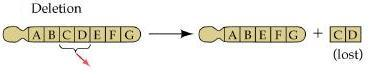 Deletion
A B C D E F G A B E F G + C D
(lost)